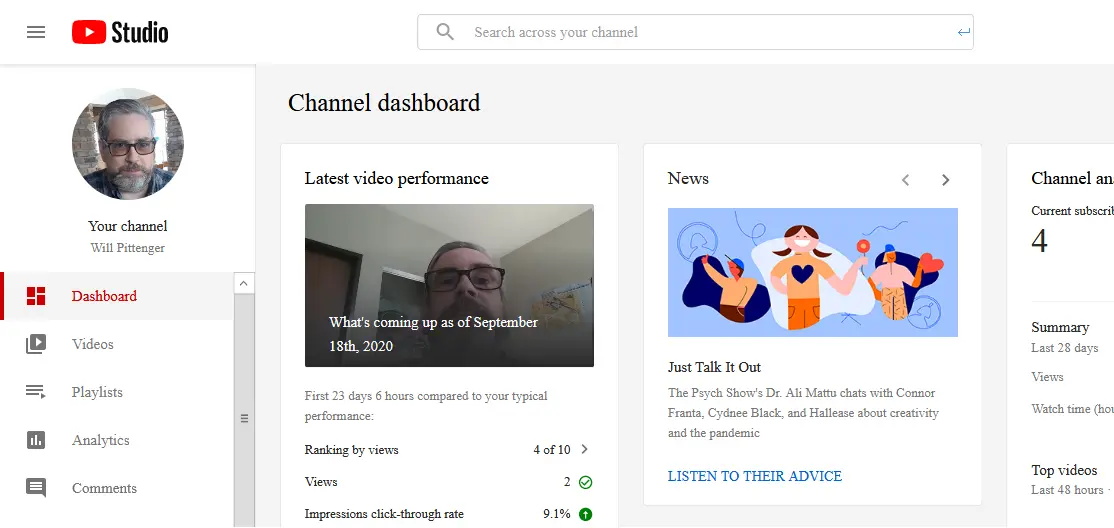 Studio
Search across your channel
Channel dashboard
Your channel
Will Pittenger
Dashboard
Videos
Playlists
Analytics
Comments
Latest video performance
What's coming up as of September
18th, 2020
First 23 days 6 hours compared to your typical
performance:
Ranking by views 4 of 10
Views 2
Impressions click-through rate 9.1%
News
Just Talk It Out
The Psych Show's Dr. Ali Mattu chats with Connor
Franta, Cydnee Black, and Hallease about creativity
and the pandemic
LISTEN TO THEIR ADVICE
Channel ana
Current subscrib
4
Summary
Last 28 days
Views
Watch time (hou
Top videos
Last 48 hours ·